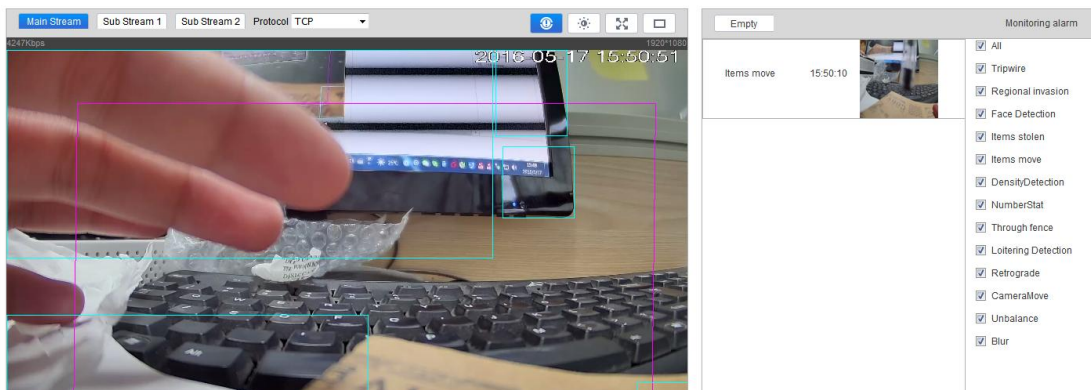 Main Stream Sub Stream 1 Sub Stream 2 Protocol TCP
4247Kbps 1920*1080
2016-05-17 15:50:51
25℃
Empty Monitoring alarm
Items move 15:50:10
All
Tripwire
Regional invasion
Face Detection
Items stolen
Items move
DensityDetection
NumberStat
Through fence
Loitering Detection
Retrograde
CameraMove
Unbalance
Blur